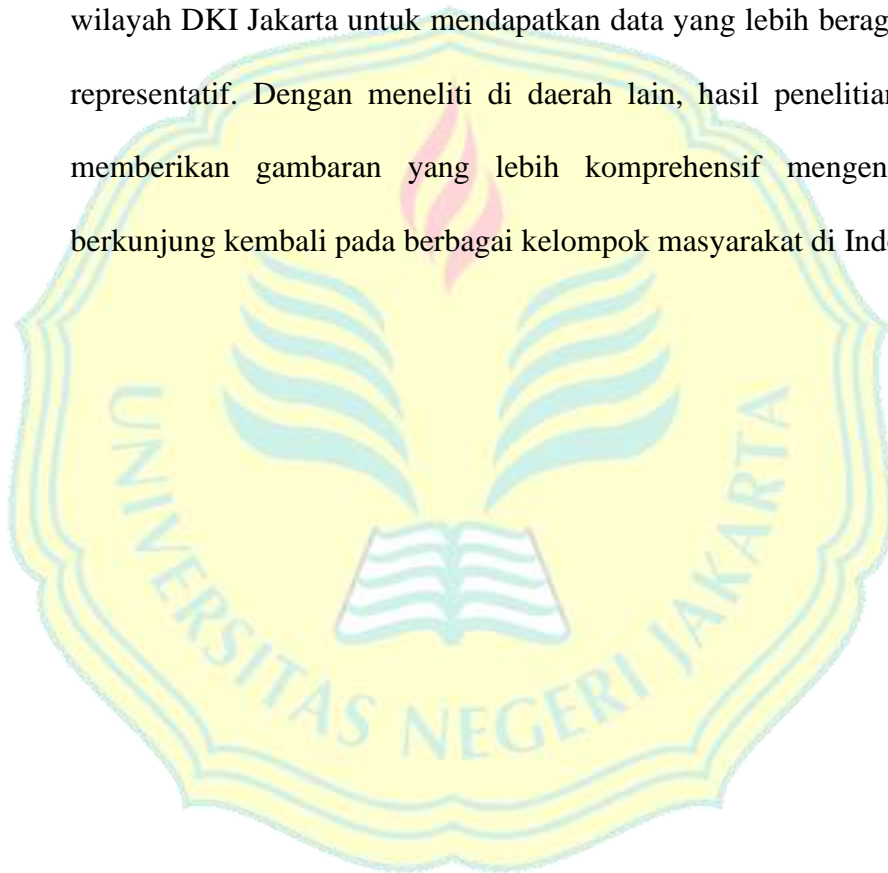 wilayah DKI Jakarta untuk mendapatkan data yang lebih berag
representatif. Dengan meneliti di daerah lain, hasil penelitian
memberikan gambaran yang lebih komprehensif mengen
berkunjung kembali pada berbagai kelompok masyarakat di Indo
UNIVERSITAS NEGERI JAKARTA